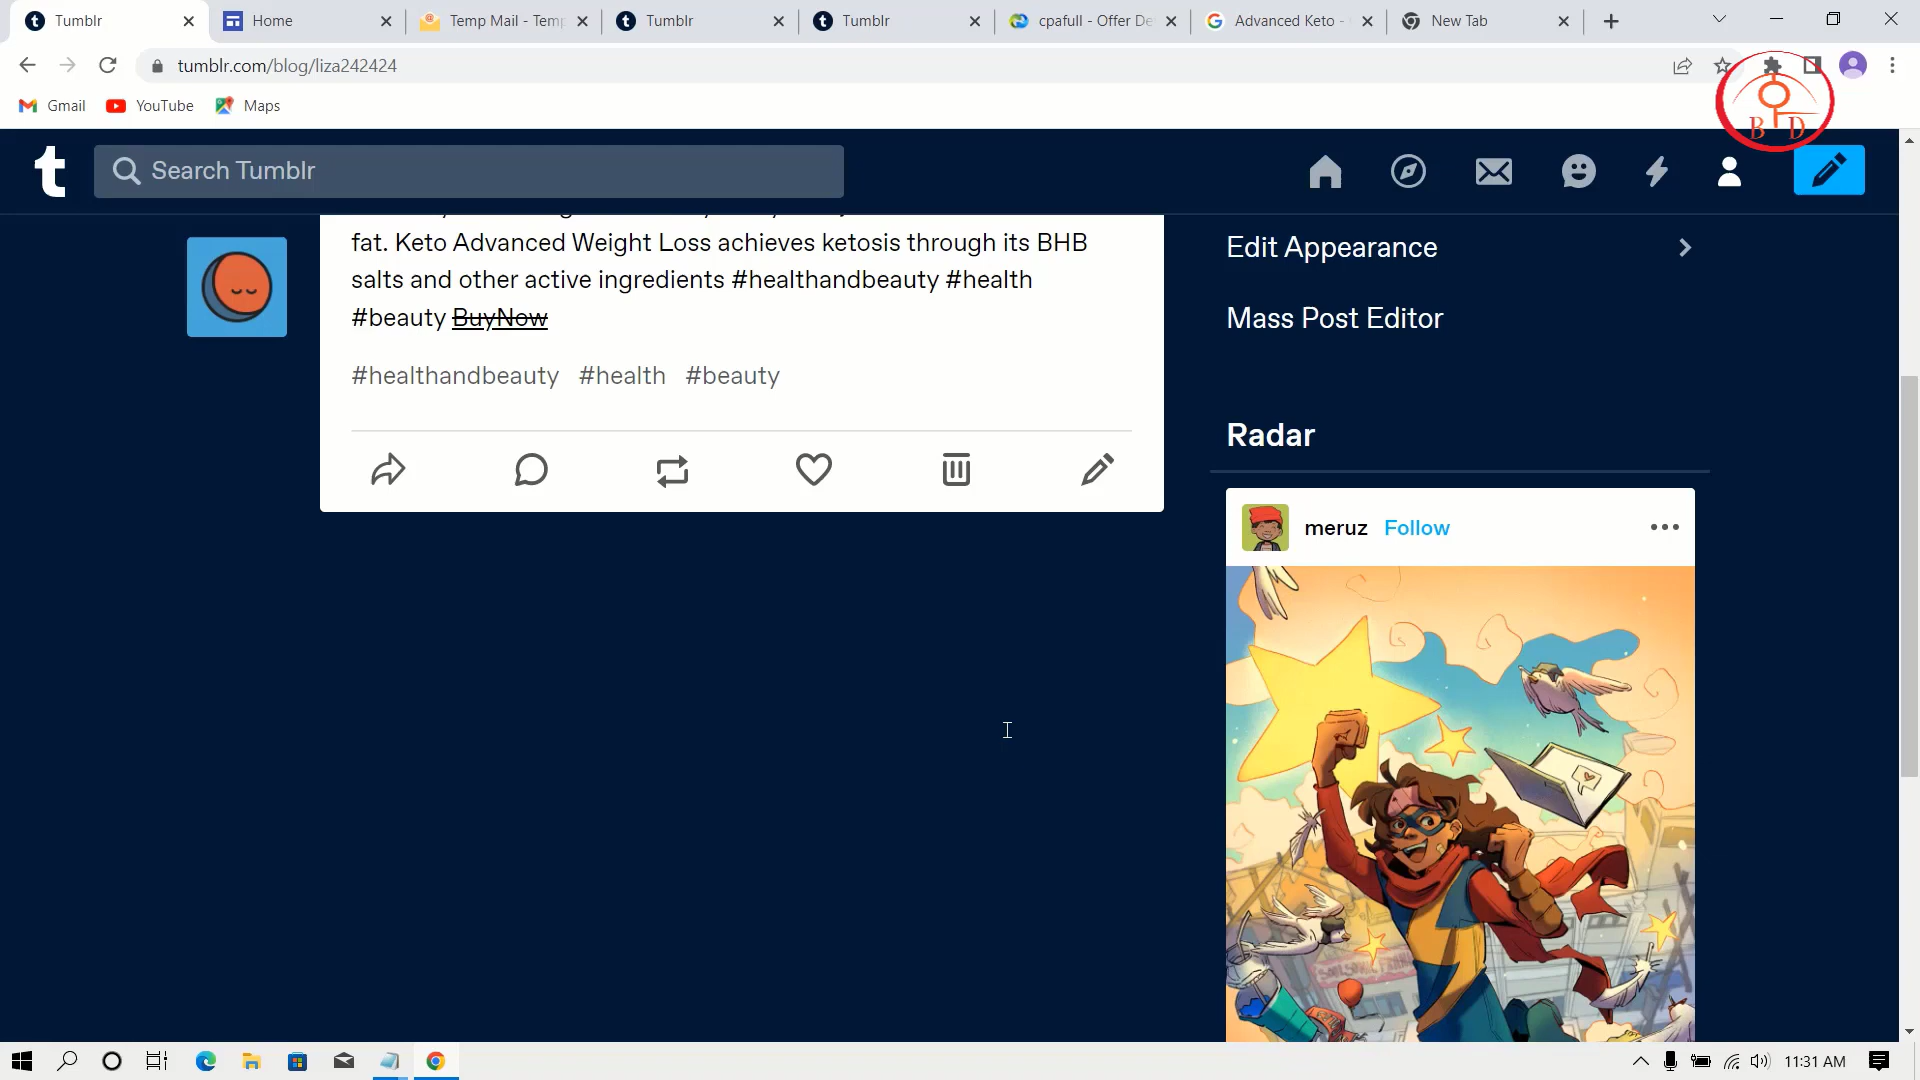 Tumblr
Home
Temp Mail - Temp
Tumblr
Tumblr
cpafull - Offer De
Advanced Keto -
New Tab
tumblr.com/blog/liza242424
Gmail
YouTube
Maps
B D
Search Tumblr
fat. Keto Advanced Weight Loss achieves ketosis through its BHB
salts and other active ingredients #healthandbeauty #health
#beauty BuyNow
#healthandbeauty #health #beauty
Edit Appearance
Mass Post Editor
Radar
meruz Follow
11:31 AM